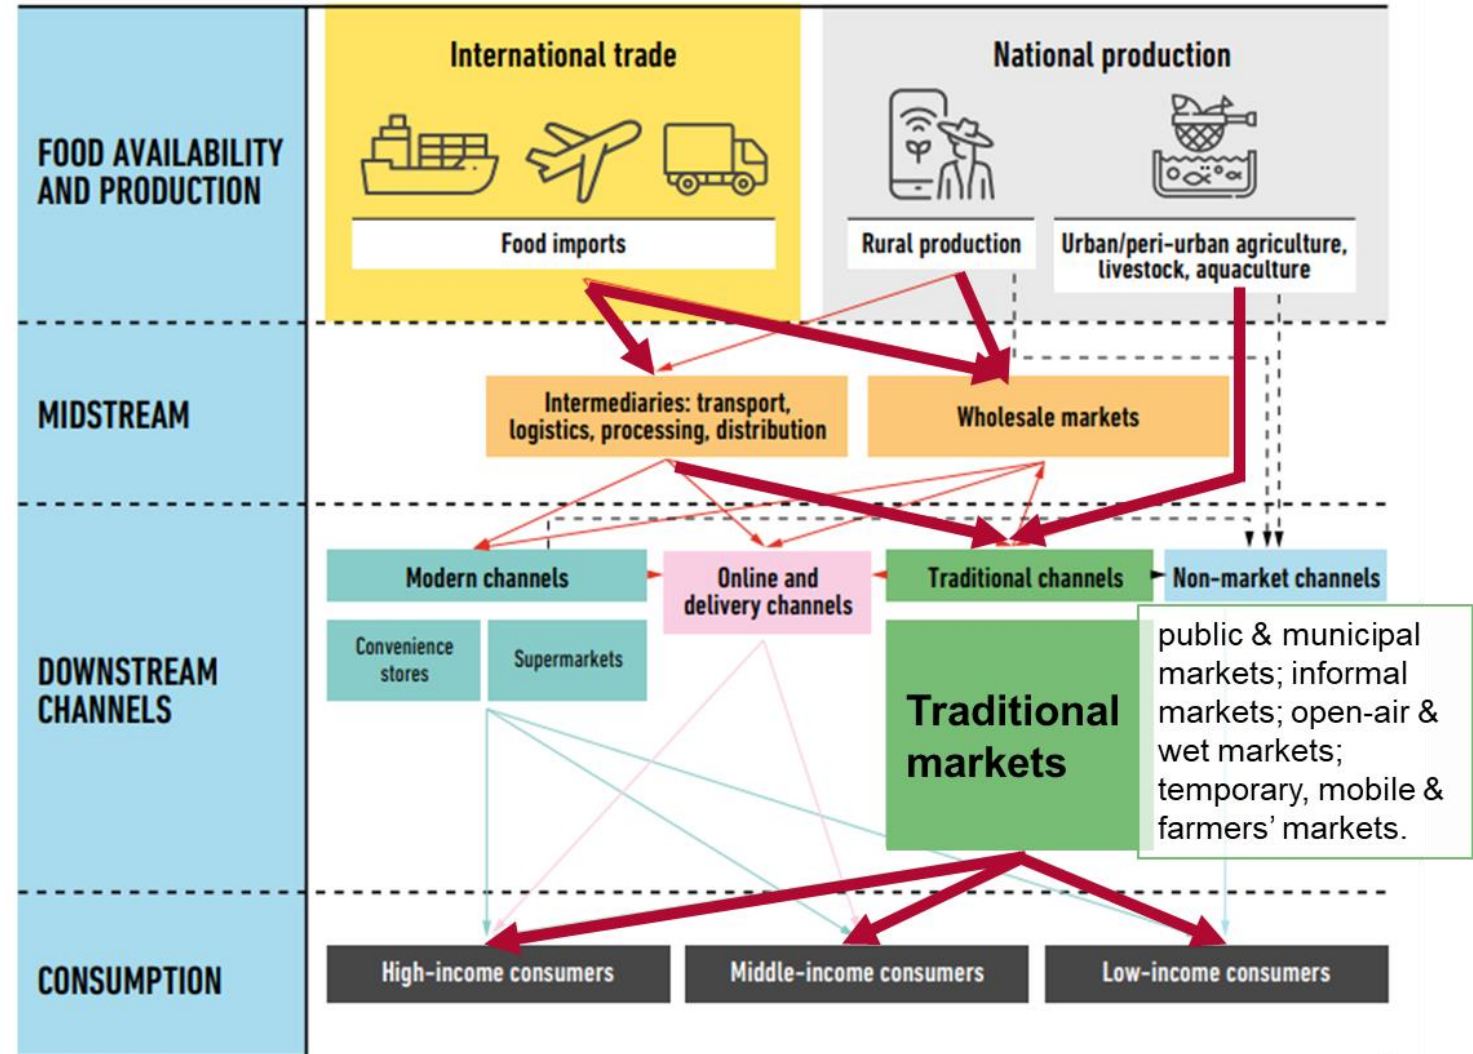 International trade
National production
FOOD AVAILABILITY
AND PRODUCTION
Food imports
Rural production
Urban/peri-urban agriculture,
livestock, aquaculture
MIDSTREAM
Intermediaries: transport,
logistics, processing, distribution
Wholesale markets
DOWNSTREAM
CHANNELS
Modern channels
Convenience
stores
Supermarkets
Online and
delivery channels
Traditional channels
Traditional
markets
Non-market channels
public & municipal
markets; informal
markets; open-air &
wet markets;
temporary, mobile &
farmers’ markets.
CONSUMPTION
High-income consumers
Middle-income consumers
Low-income consumers